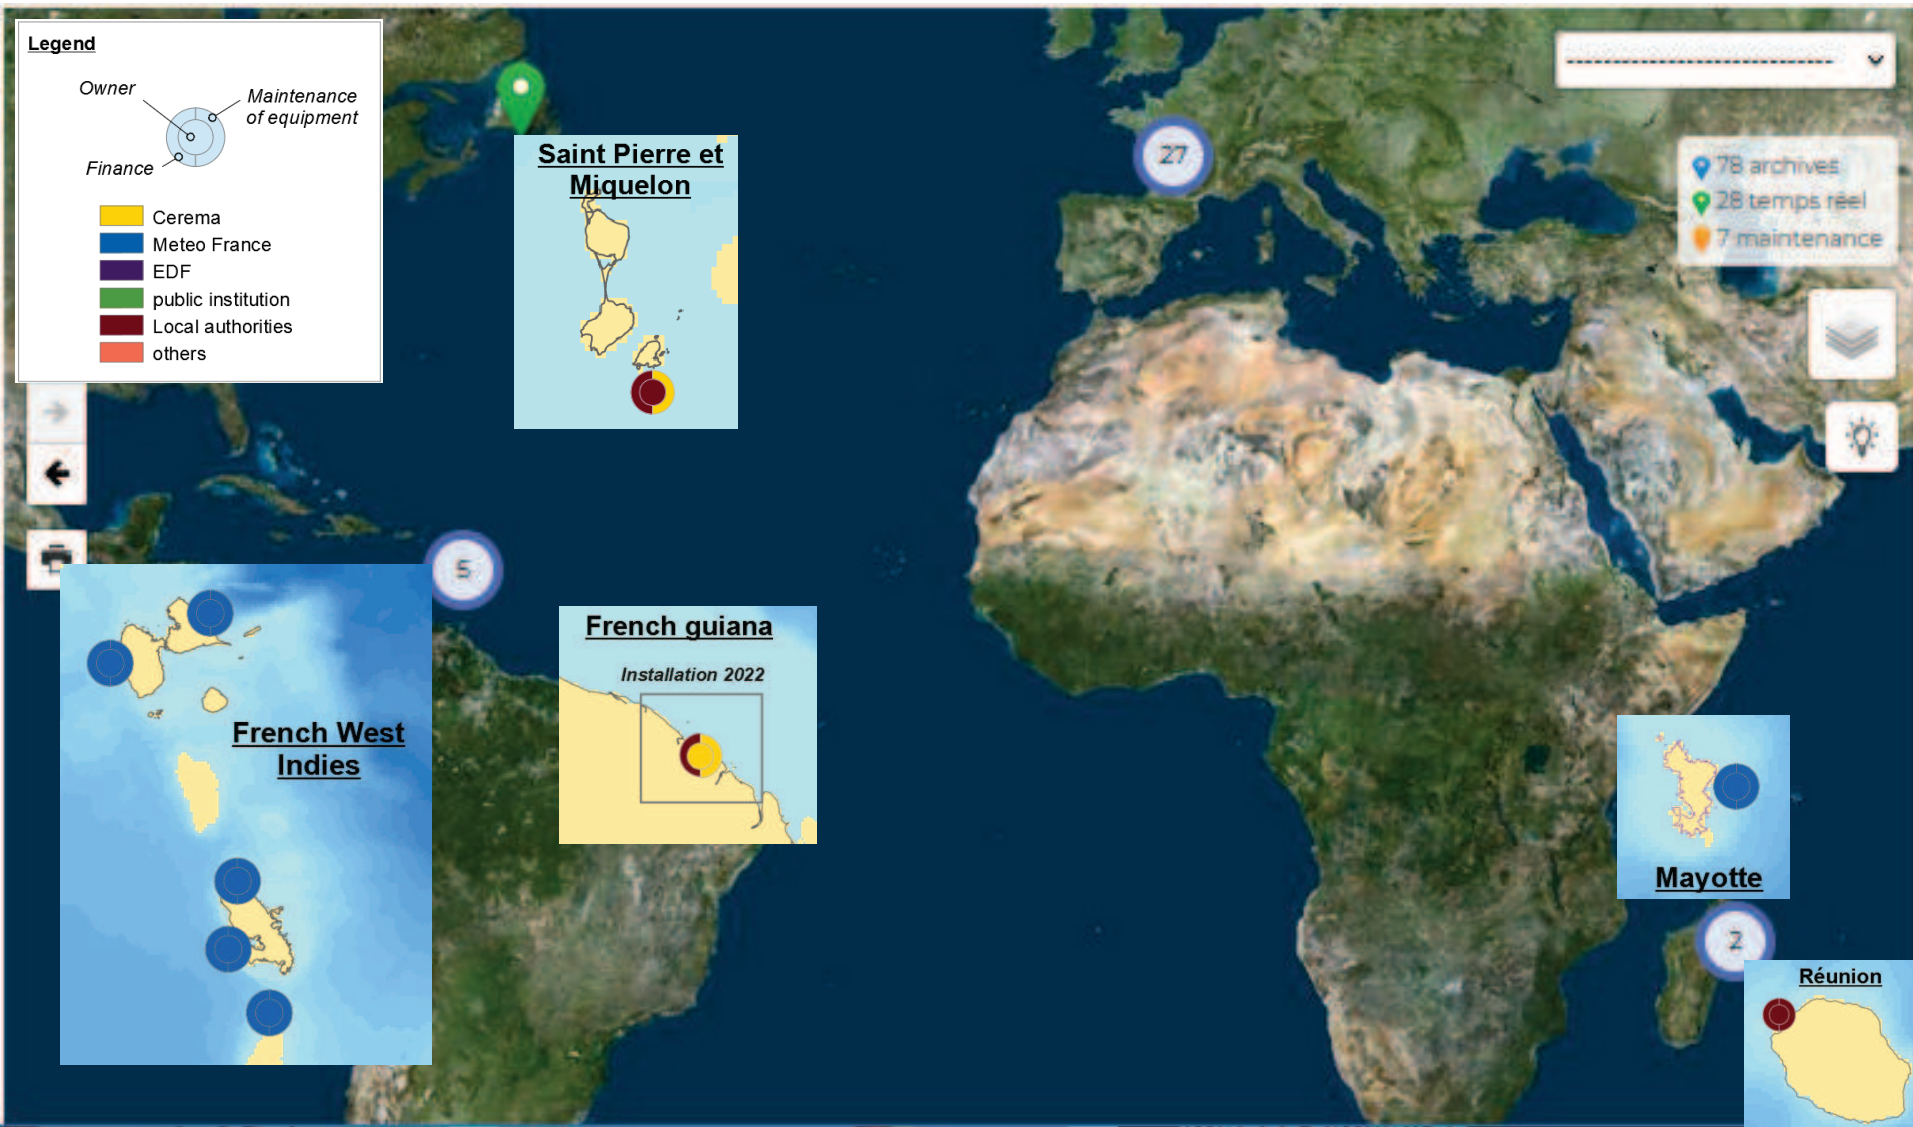 Legend
Owner
Maintenance
of equipment
Finance
Cerema
Meteo France
EDF
public institution
Local authorities
others
Saint Pierre et
Miquelon
27
78 archives
28 temps réel
7 maintenance
5
French West
Indies
French guiana
Installation 2022
Mayotte
2
Réunion